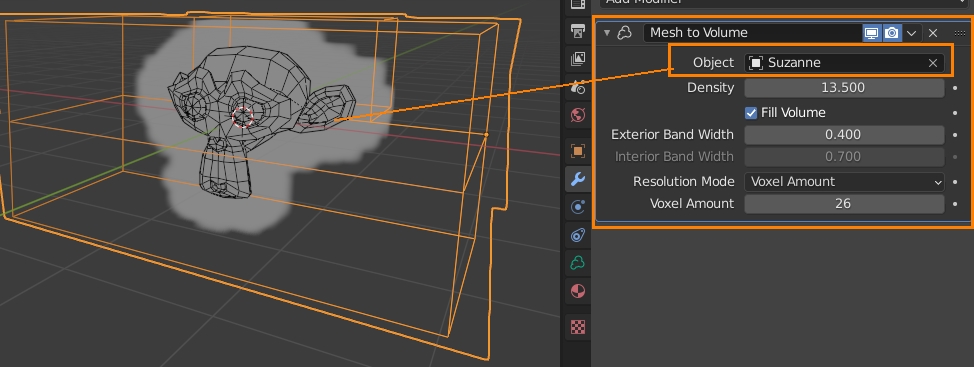 Add Modifier
Mesh to Volume
Object Suzanne
Density 13.500
Fill Volume
Exterior Band Width 0.400
Interior Band Width 0.700
Resolution Mode Voxel Amount
Voxel Amount 26